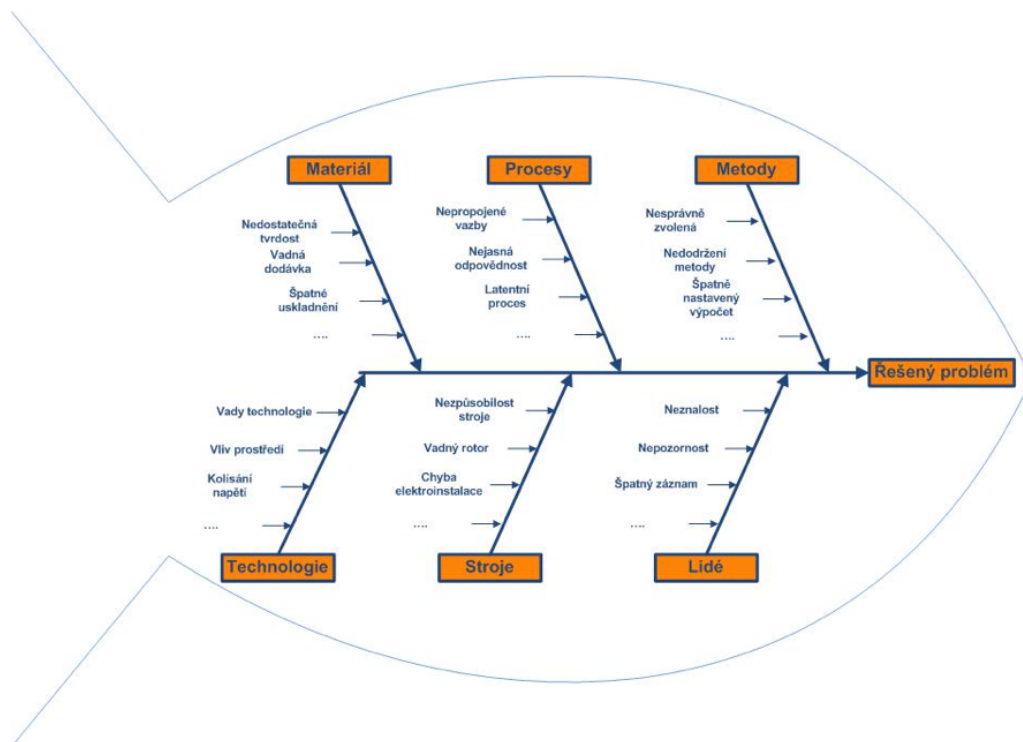 Materiál
Procesy
Metody
Nedostatečná
tvrdost
Vadná
dodávka
Špatné
uskladnění
....
Nepropojené
vazby
Nejasná
odpovědnost
Latentní
proces
....
Nesprávně
zvolená
Nedodržení
metody
Špatně
nastavený
výpočet
....
Řešený problém
Vady technologie
Vliv prostředí
Kolísání
napětí
....
Nezpůsobilost
stroje
Vadný rotor
Chyba
elektroinstalace
....
Neznalost
Nepozornost
Špatný záznam
....
Technologie
Stroje
Lidé